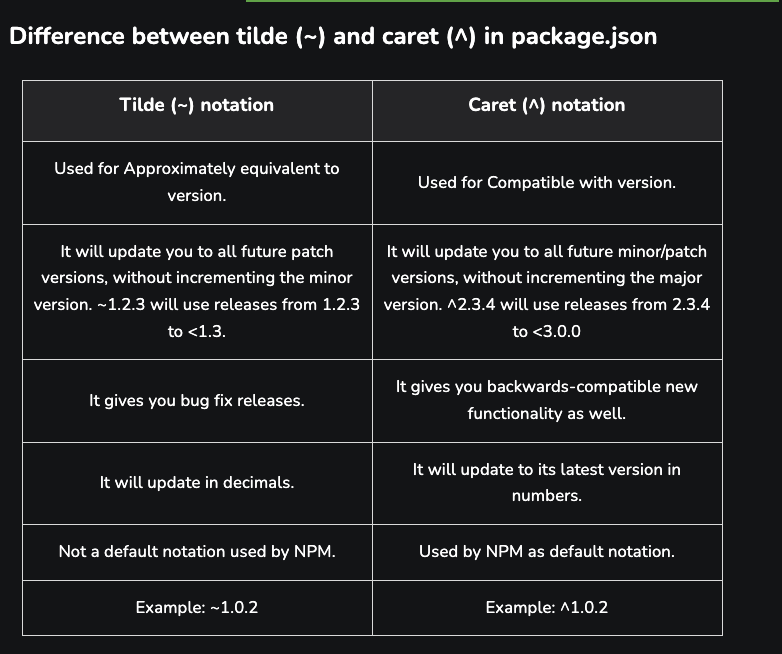 Difference between tilde (~) and caret (^) in package.json
Tilde (~) notation
Caret (^) notation
Used for Approximately equivalent to
version.
Used for Compatible with version.
It will update you to all future patch
versions, without incrementing the minor
version. ~1.2.3 will use releases from 1.2.3
to <1.3.
It will update you to all future minor/patch
versions, without incrementing the major
version. ^2.3.4 will use releases from 2.3.4
to <3.0.0
It gives you bug fix releases.
It gives you backwards-compatible new
functionality as well.
It will update in decimals.
It will update to its latest version in
numbers.
Not a default notation used by NPM.
Used by NPM as default notation.
Example: ~1.0.2
Example: ^1.0.2